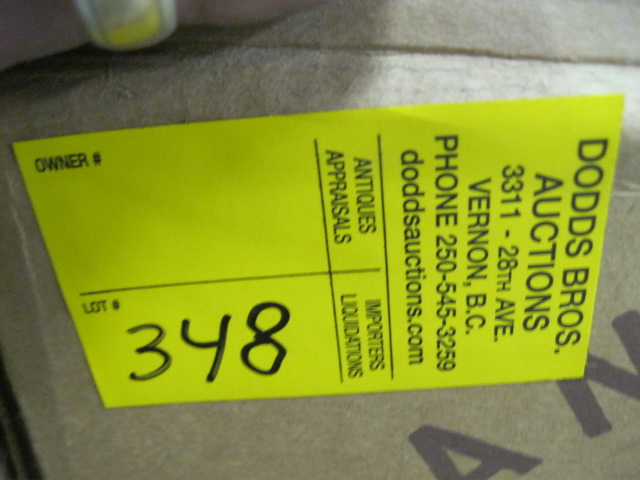 DODDS BROS.
AUCTIONS
3311 - 28TH AVE.
VERNON, B.C.
PHONE 250-545-3259
doddsauctions.com
ANTIQUES IMPORTERS
APPRAISALS LIQUIDATIONS
OWNER #
LOT #
348
AN